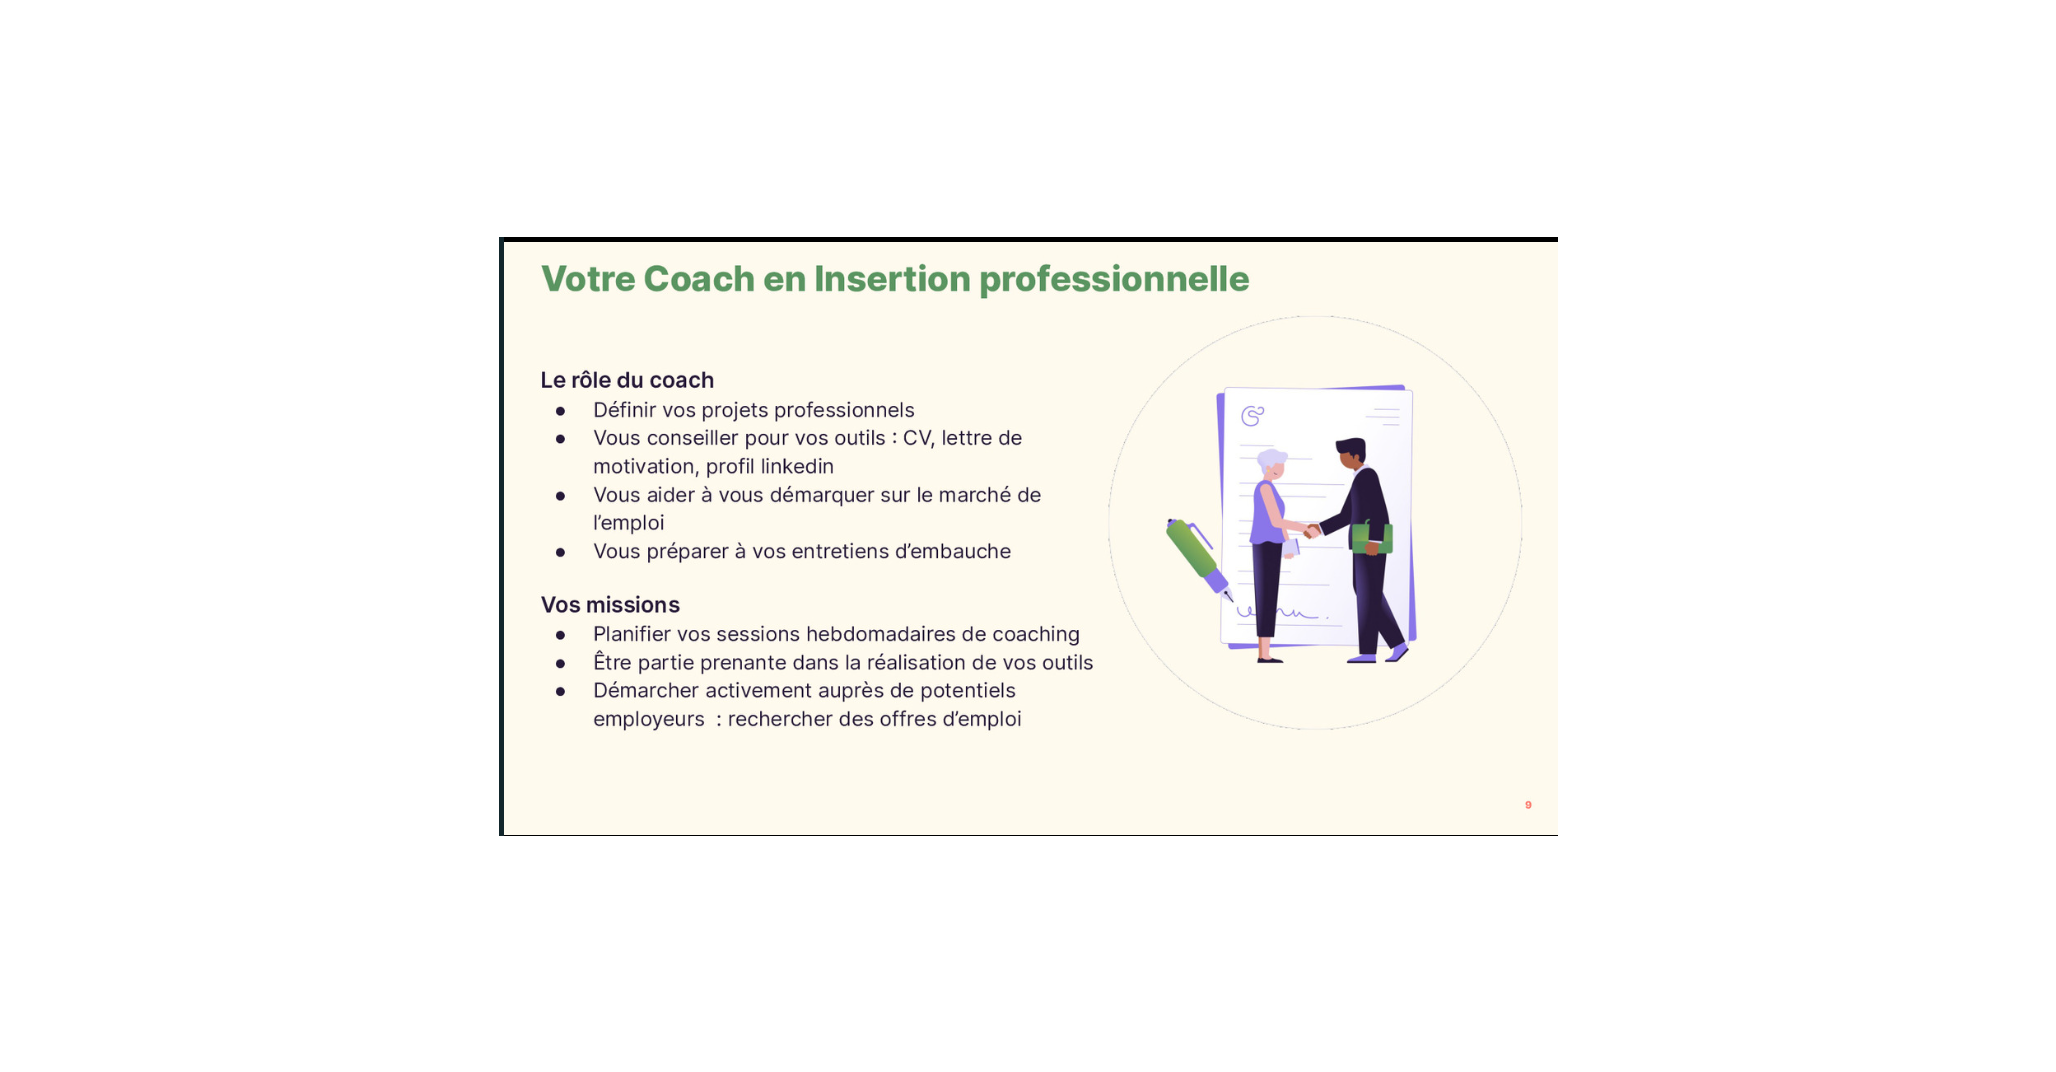 Votre Coach en Insertion professionnelle
Le rôle du coach
● Définir vos projets professionnels
● Vous conseiller pour vos outils : CV, lettre de
motivation, profil linkedin
● Vous aider à vous démarquer sur le marché de
l’emploi
● Vous préparer à vos entretiens d’embauche
Vos missions
● Planifier vos sessions hebdomadaires de coaching
● Être partie prenante dans la réalisation de vos outils
● Démarcher activement auprès de potentiels
employeurs  : rechercher des offres d’emploi
9